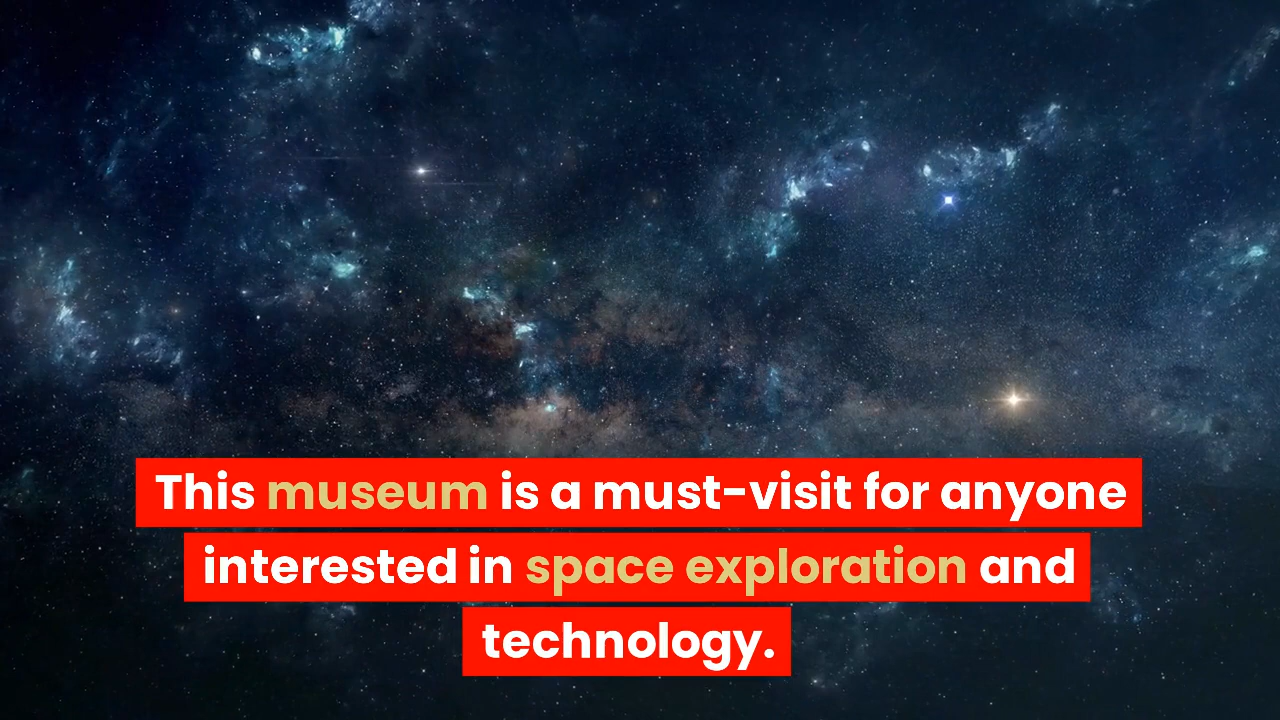 This museum is a must-visit for anyone
interested in space exploration and
technology.